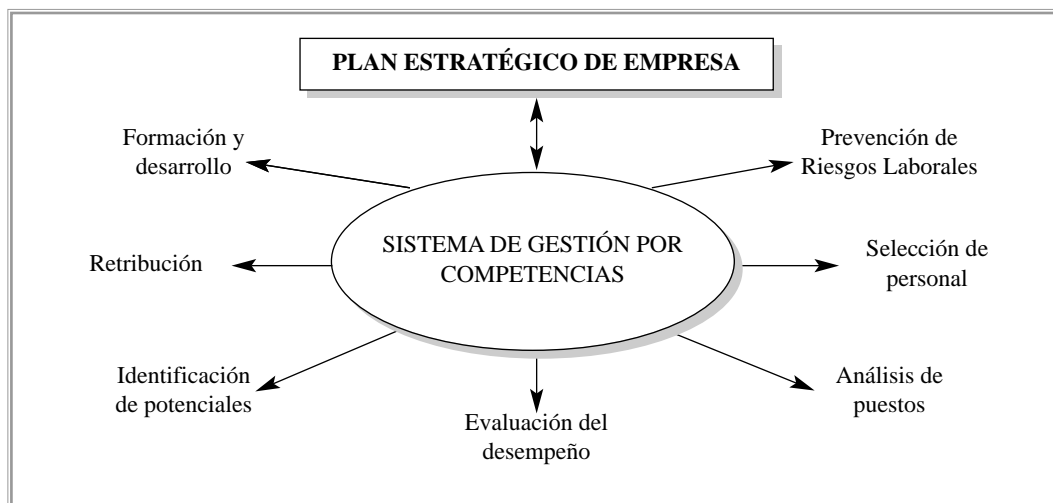 PLAN ESTRATÉGICO DE EMPRESA
Formación y
desarrollo
Prevención de
Riesgos Laborales
SISTEMA DE GESTIÓN POR
COMPETENCIAS
Retribución
Selección de
personal
Identificación
de potenciales
Análisis de
puestos
Evaluación del
desempeño